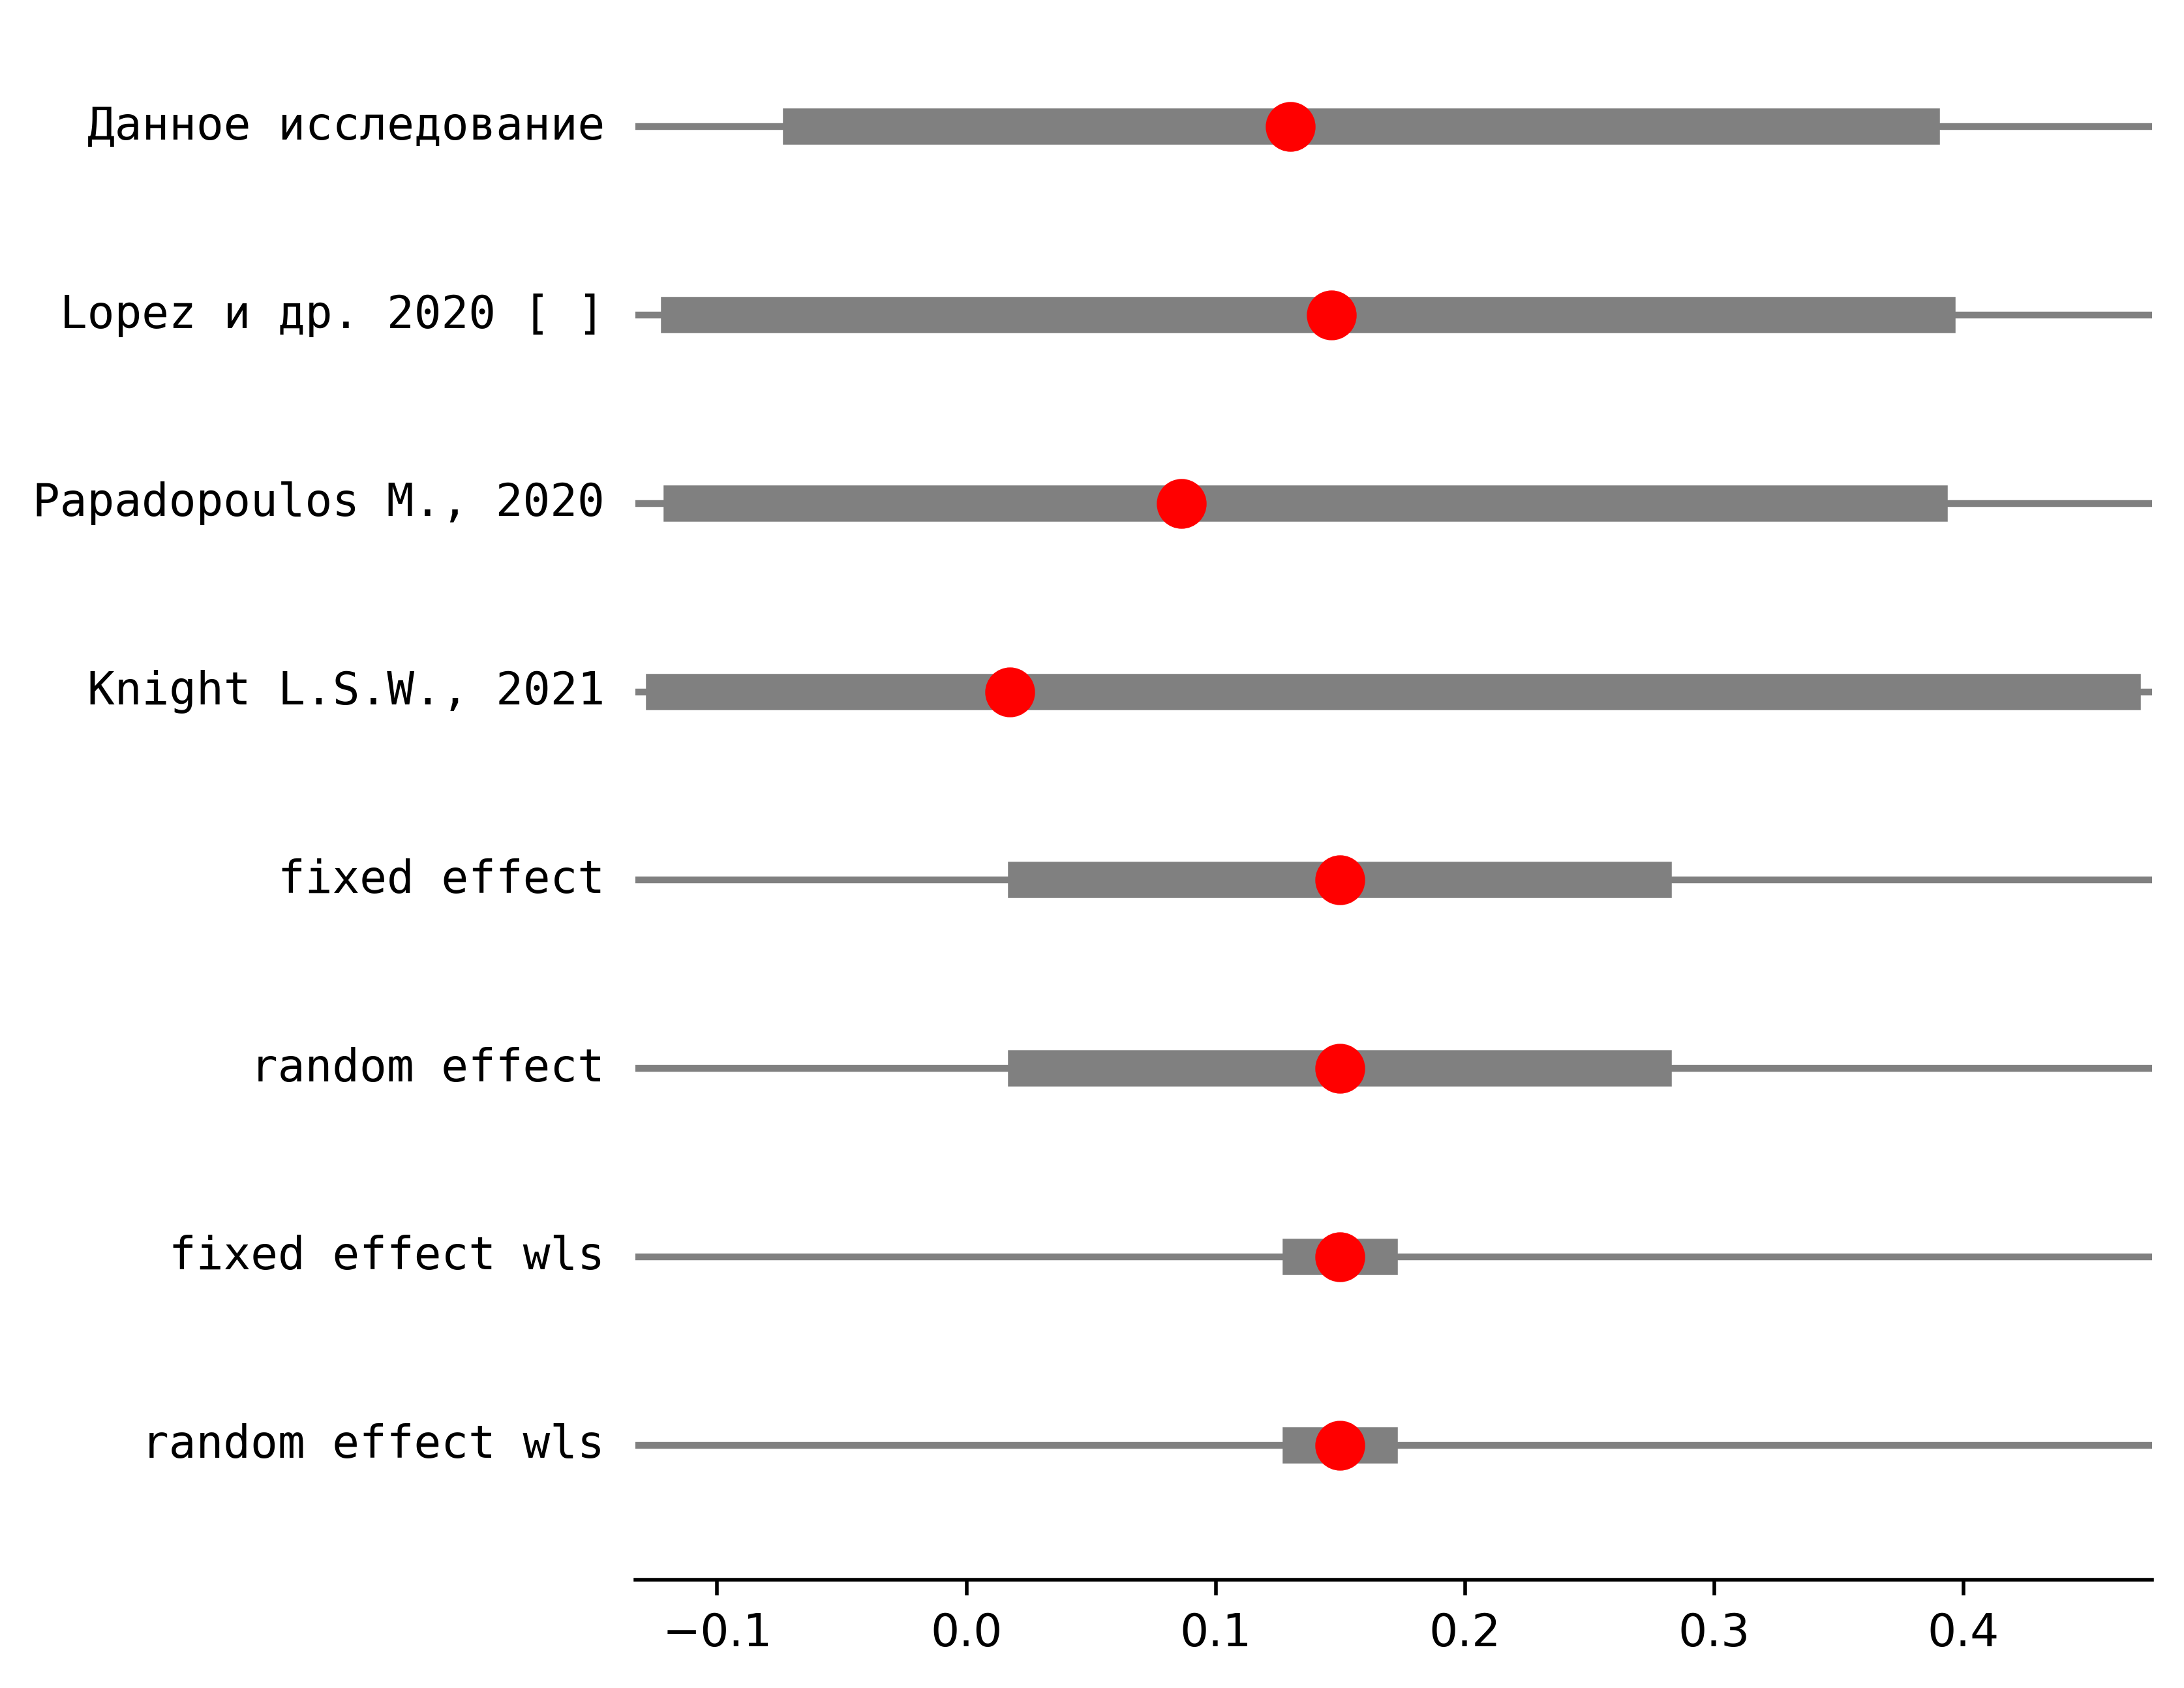 Данное исследование
Lopez и др. 2020 [ ]
Papadopoulos M., 2020
Knight L.S.W., 2021
fixed effect
random effect
fixed effect wls
random effect wls
−0.1 0.0 0.1 0.2 0.3 0.4